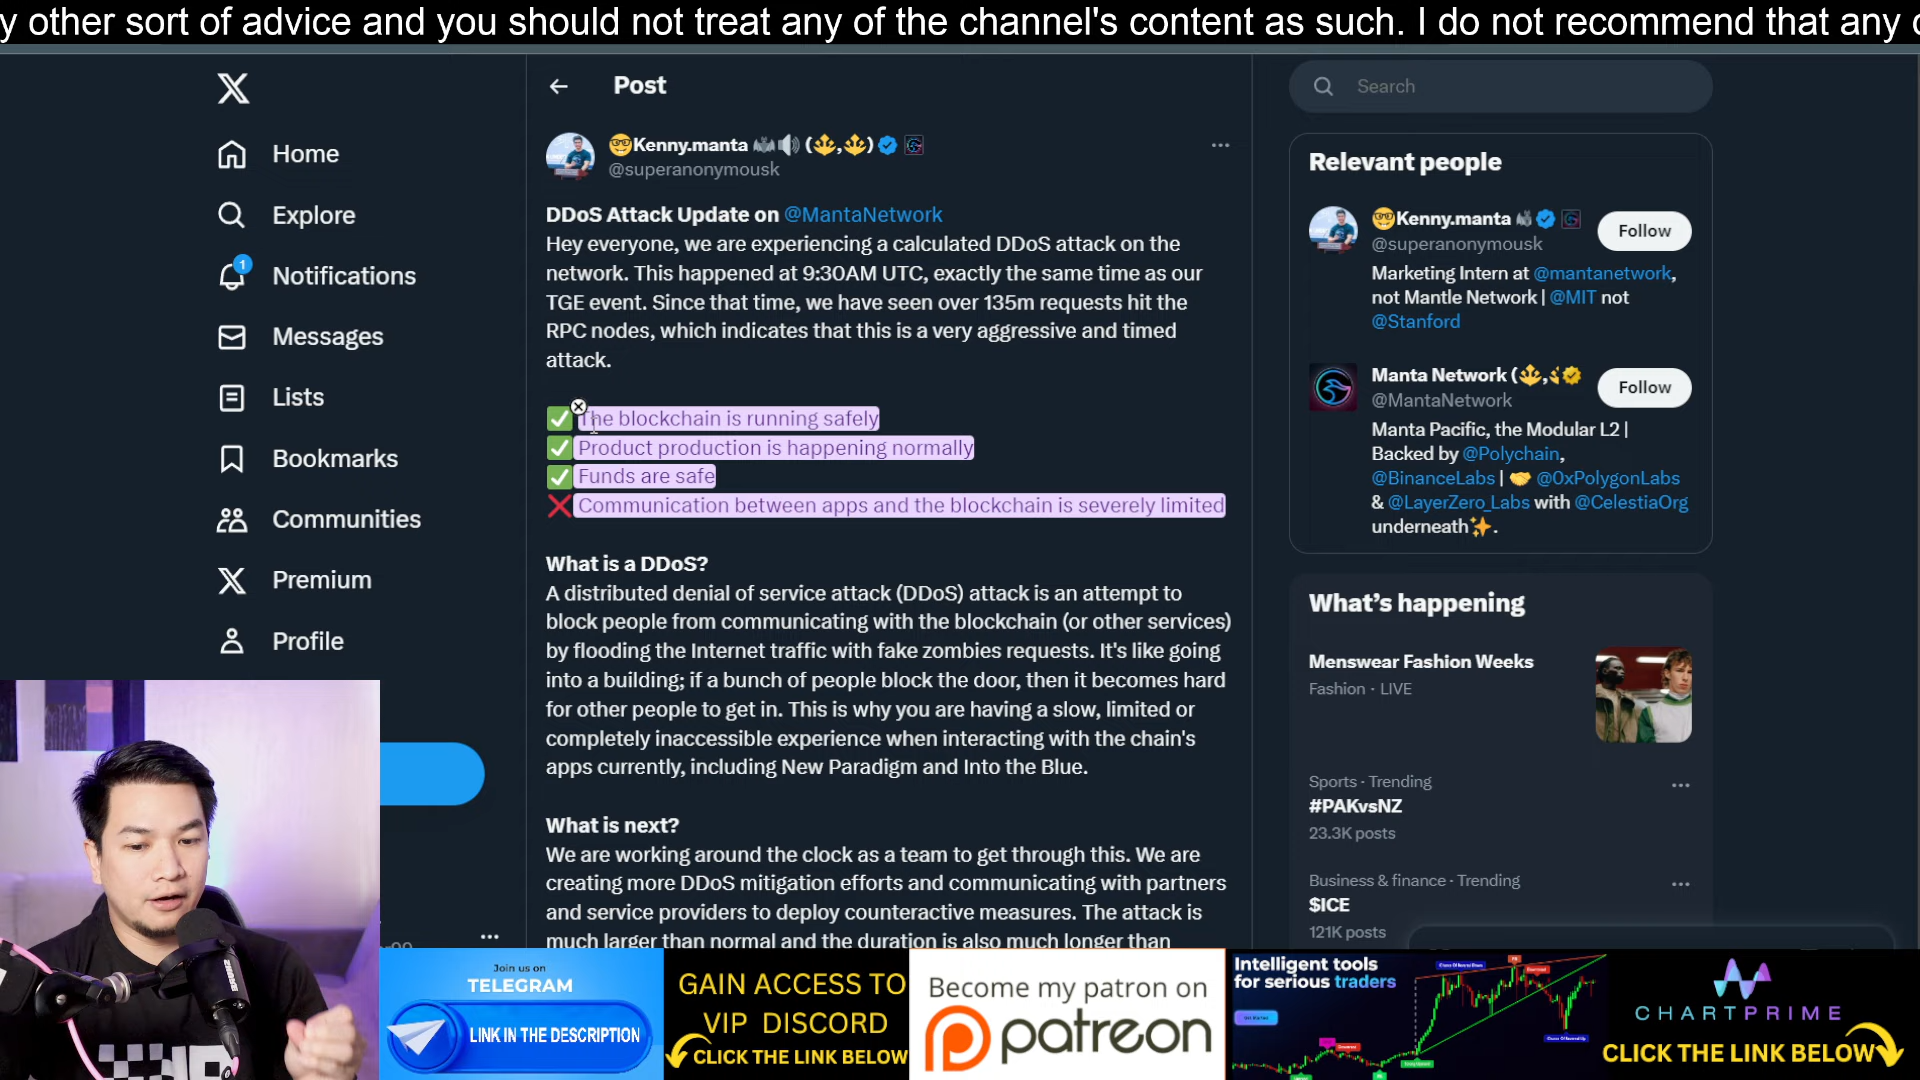 y other sort of advice and you should not treat any of the channel's content as such. I do not recommend that any
Home
Explore
1
Notifications
Messages
Lists
Bookmarks
Communities
Premium
Profile
Post
Kenny.manta
@superanonymousk
DDoS Attack Update on @MantaNetwork
Hey everyone, we are experiencing a calculated DDoS attack on the
network. This happened at 9:30AM UTC, exactly the same time as our
TGE event. Since that time, we have seen over 135m requests hit the
RPC nodes, which indicates that this is a very aggressive and timed
attack.
✅ The blockchain is running safely
✅ Product production is happening normally
✅ Funds are safe
❌ Communication between apps and the blockchain is severely limited
What is a DDoS?
A distributed denial of service attack (DDoS) attack is an attempt to
block people from communicating with the blockchain (or other services)
by flooding the Internet traffic with fake zombies requests. It's like going
into a building; if a bunch of people block the door, then it becomes hard
for other people to get in. This is why you are having a slow, limited or
completely inaccessible experience when interacting with the chain's
apps currently, including New Paradigm and Into the Blue.
What is next?
We are working around the clock as a team to get through this. We are
creating more DDoS mitigation efforts and communicating with partners
and service providers to deploy counteractive measures. The attack is
much larger than normal and the duration is also much longer than
Search
Relevant people
Kenny.manta
@superanonymousk
Follow
Marketing Intern at @mantanetwork,
not Mantle Network | @MIT not
@Stanford
Manta Network
@MantaNetwork
Follow
Manta Pacific, the Modular L2 |
Backed by @Polychain,
@BinanceLabs | 🤝 @0xPolygonLabs
& @LayerZero_Labs with @CelestiaOrg
underneath✨.
What's happening
Menswear Fashion Weeks
Fashion · LIVE
Sports · Trending
#PAKvsNZ
23.3K posts
Business & finance · Trending
$ICE
121K posts
Join us on
TELEGRAM
LINK IN THE DESCRIPTION
GAIN ACCESS TO
VIP DISCORD
CLICK THE LINK BELOW
Become my patron on
patreon
Intelligent tools
for serious traders
CHARTPRIME
CLICK THE LINK BELOW